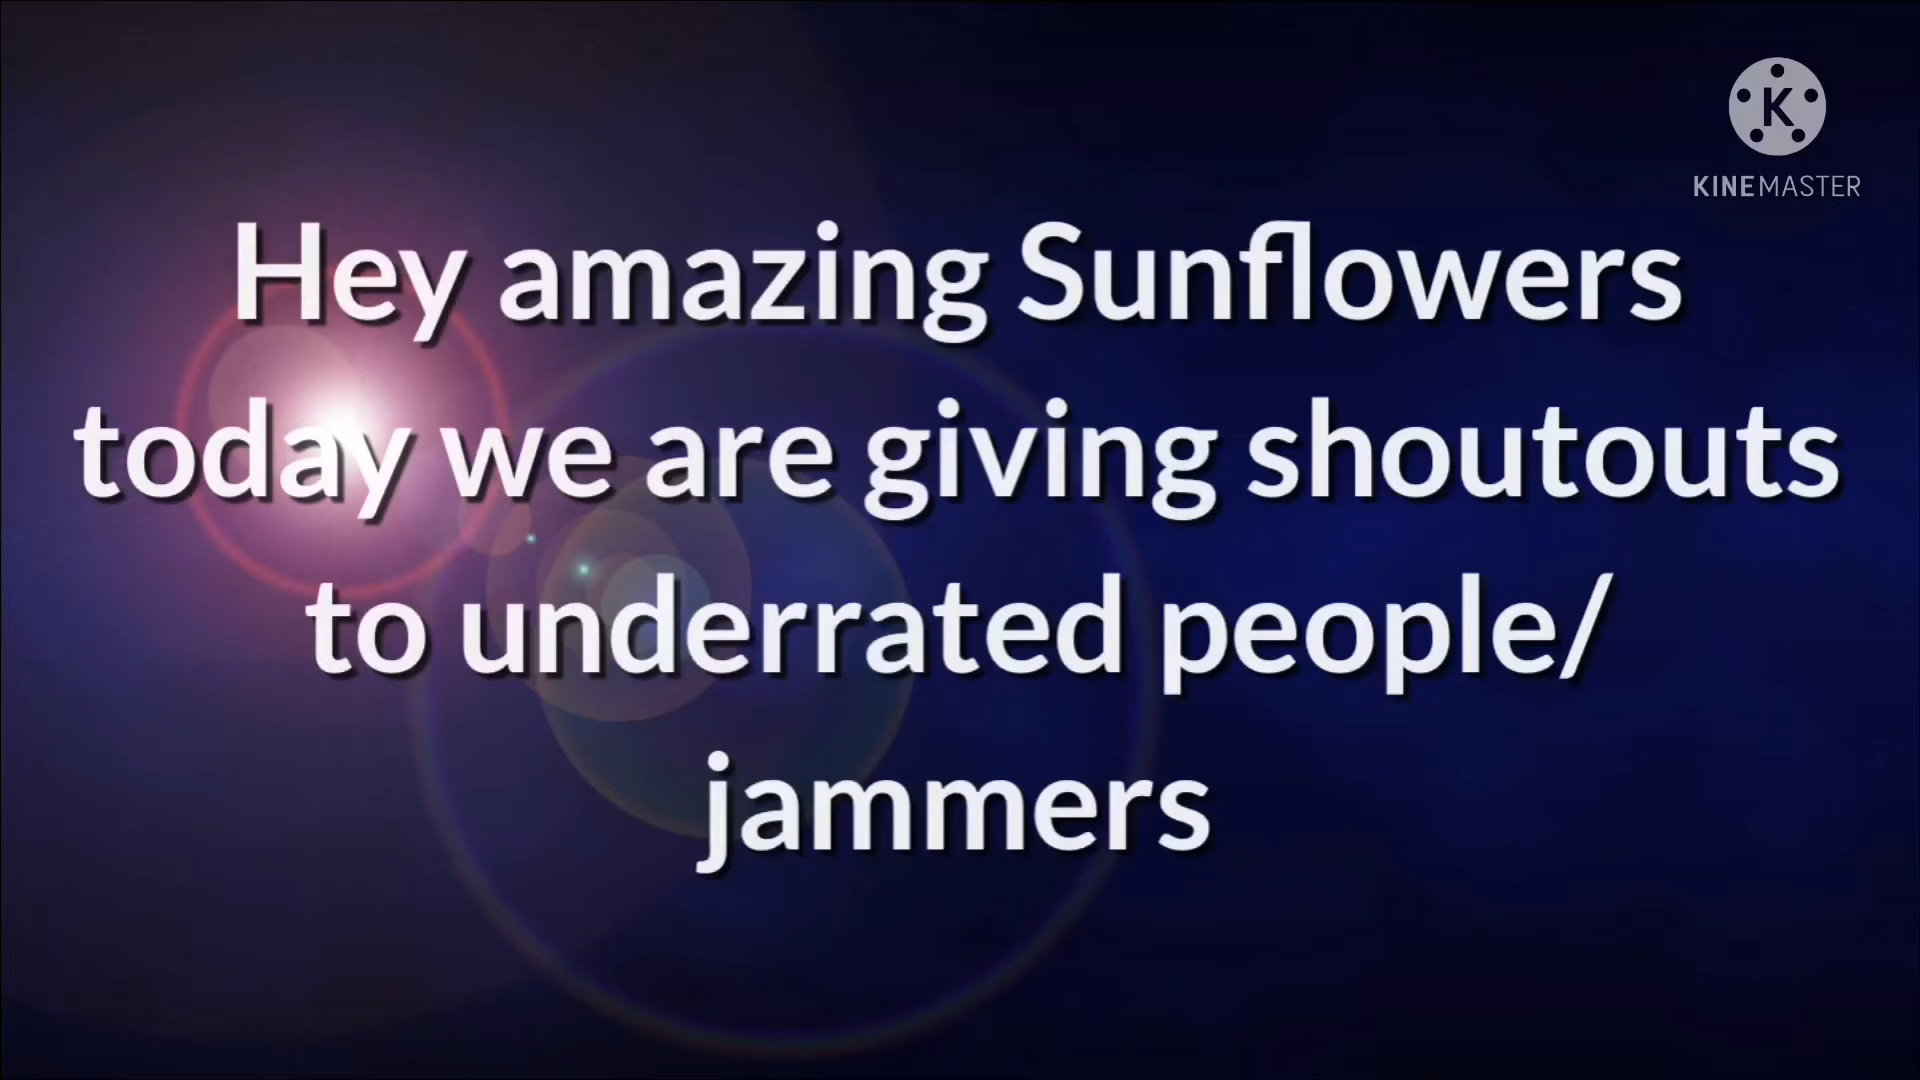 K
KINEMASTER
Hey amazing Sunflowers
today we are giving shoutouts
to underrated people/
jammers